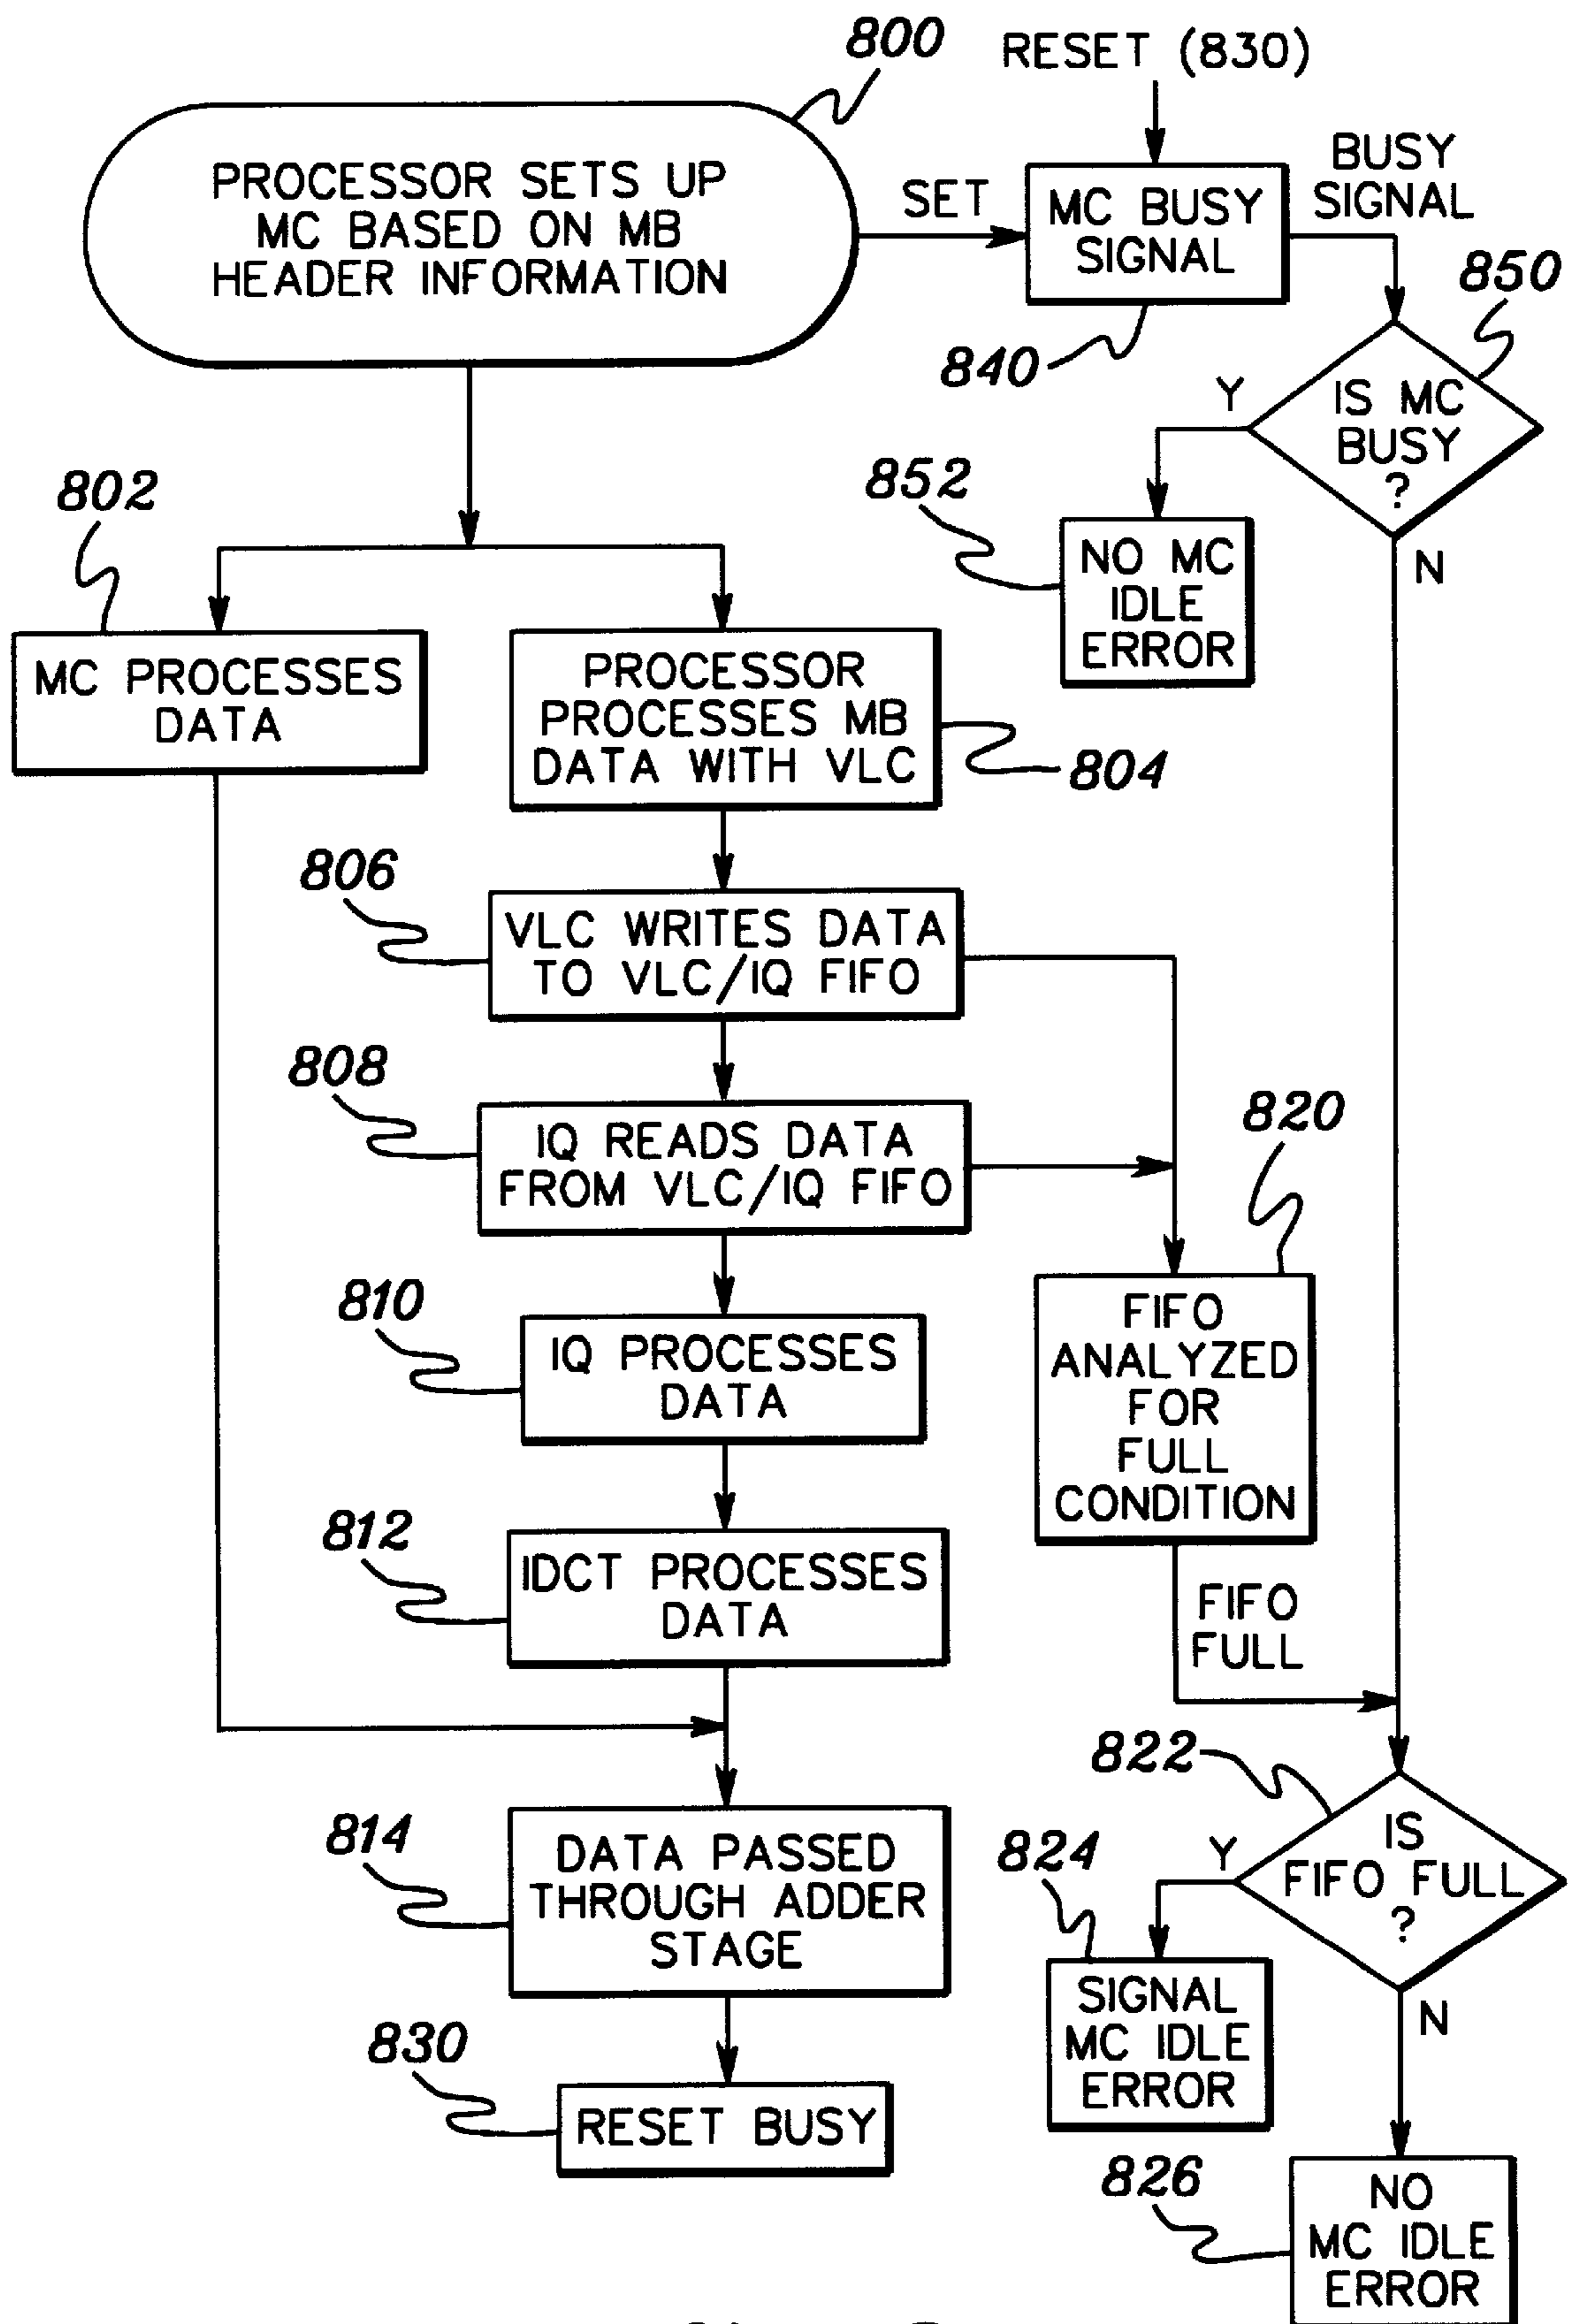 800
RESET (830)
PROCESSOR SETS UP
MC BASED ON MB
HEADER INFORMATION
SET
MC BUSY
SIGNAL
BUSY
SIGNAL
840
850
IS MC
BUSY
?
Y
N
852
NO MC
IDLE
ERROR
802
MC PROCESSES
DATA
PROCESSOR
PROCESSES MB
DATA WITH VLC
804
806
VLC WRITES DATA
TO VLC/IQ FIFO
808
IQ READS DATA
FROM VLC/IQ FIFO
820
FIFO
ANALYZED
FOR
FULL
CONDITION
810
IQ PROCESSES
DATA
812
IDCT PROCESSES
DATA
FIFO
FULL
822
IS
FIFO FULL
?
Y
N
814
DATA PASSED
THROUGH ADDER
STAGE
824
SIGNAL
MC IDLE
ERROR
830
RESET BUSY
826
NO
MC IDLE
ERROR